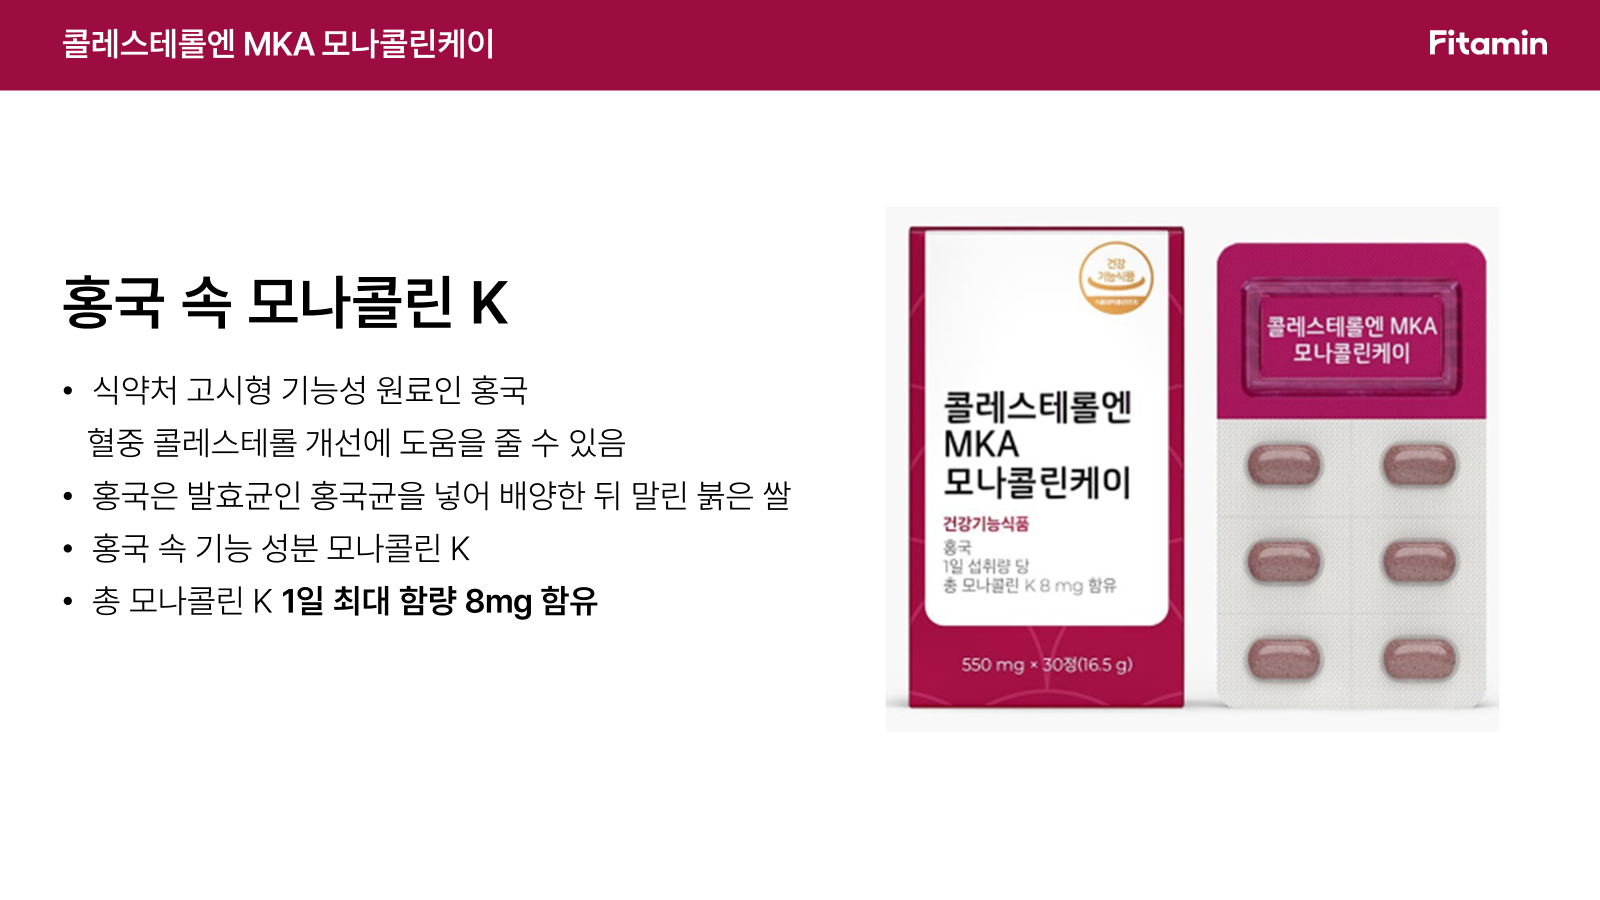 콜레스테롤엔 MKA 모나콜린케이
Fitamin
홍국 속 모나콜린 K
• 식약처 고시형 기능성 원료인 홍국
혈중 콜레스테롤 개선에 도움을 줄 수 있음
• 홍국은 발효균인 홍국균을 넣어 배양한 뒤 말린 붉은 쌀
• 홍국 속 기능 성분 모나콜린 K
• 총 모나콜린 K 1일 최대 함량 8mg 함유
건강
기능식품
콜레스테롤엔
MKA
모나콜린케이
건강기능식품
홍국
1일 섭취량 당
총 모나콜린 K 8 mg 함유
550 mg × 30정(16.5 g)
콜레스테롤엔 MKA
모나콜린케이